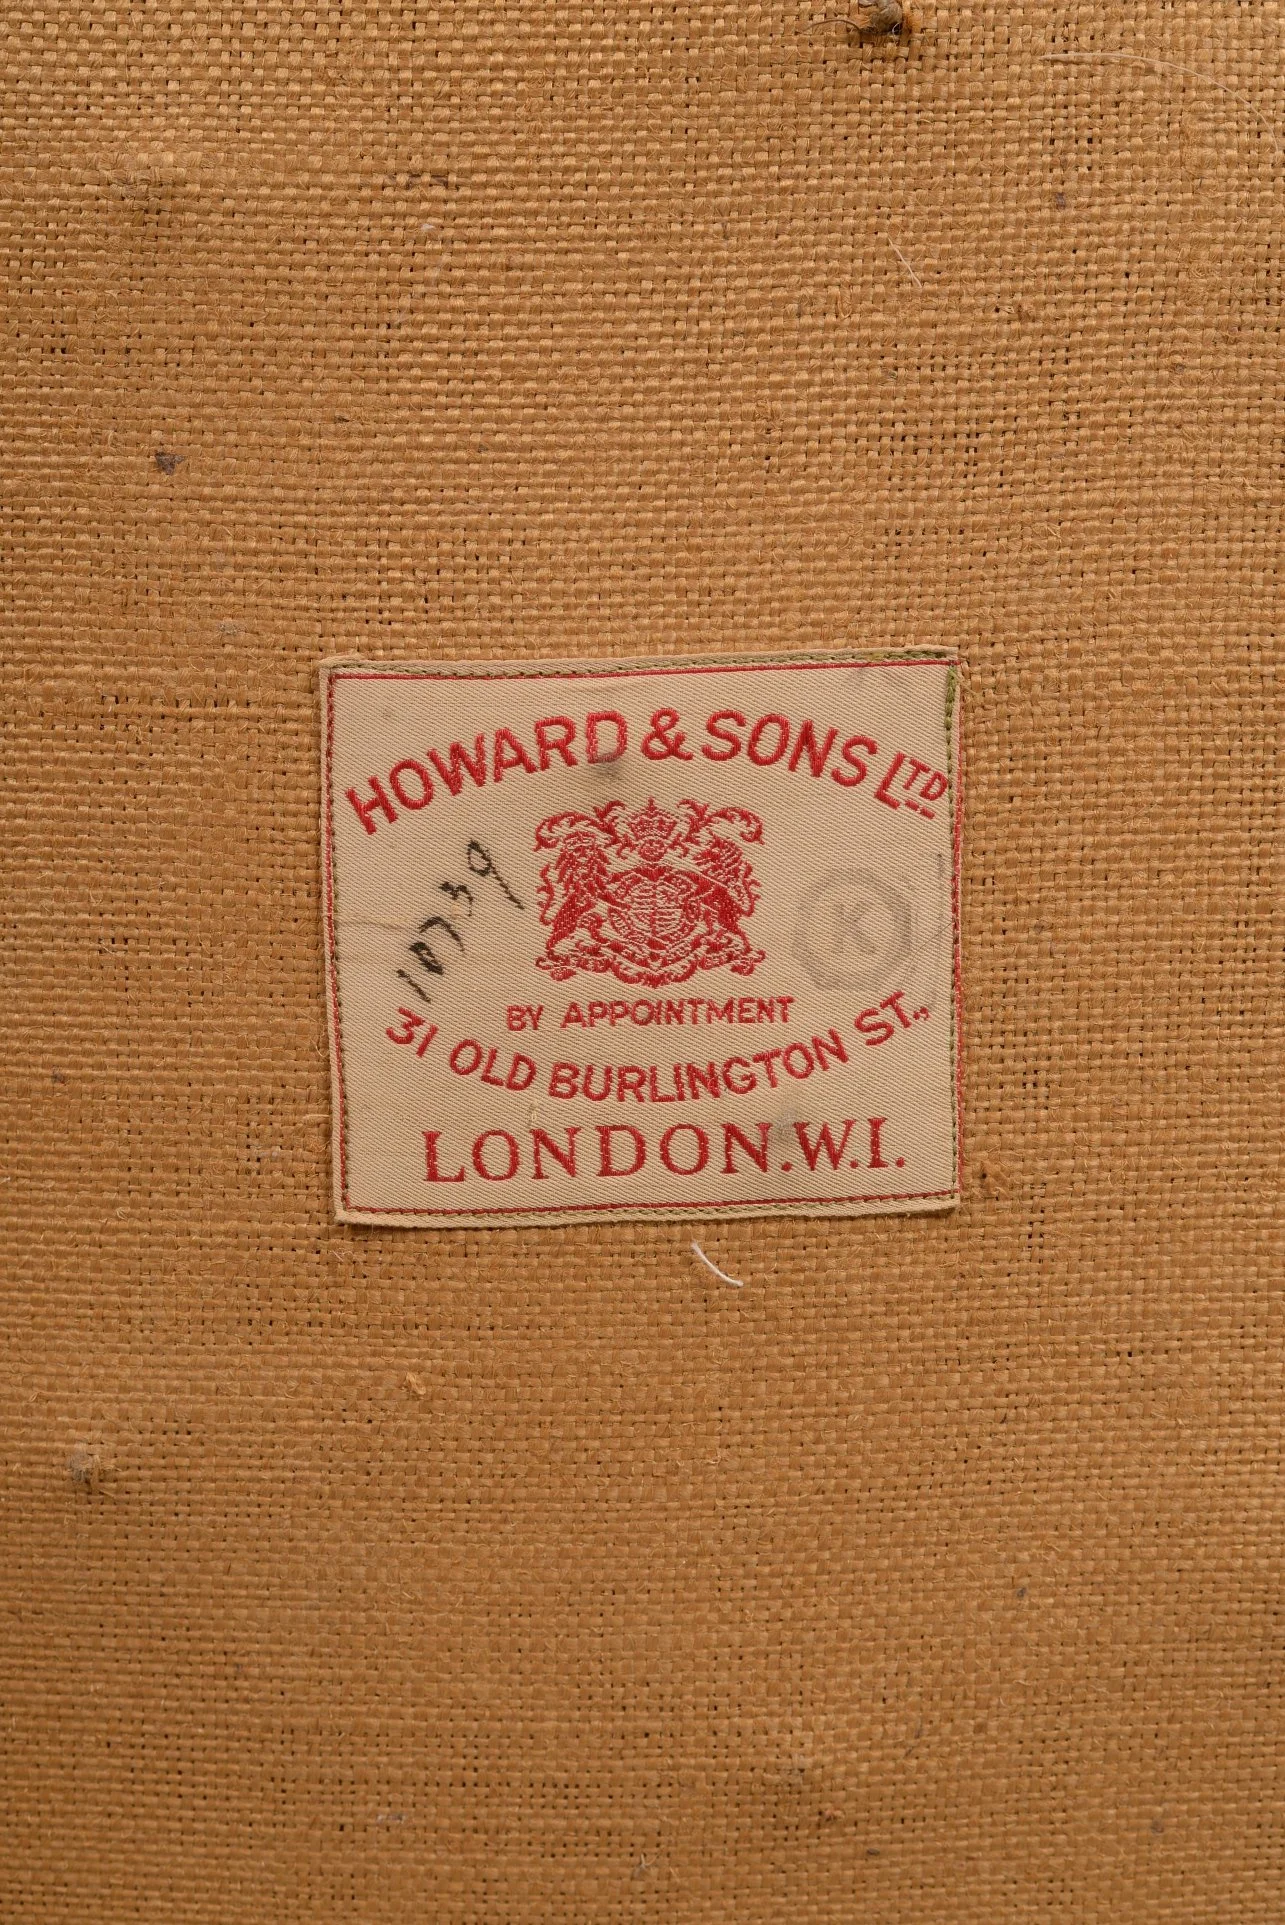 HOWARD & SONS LTD
10739
K
BY APPOINTMENT
31 OLD BURLINGTON ST.,
LONDON.W.I.